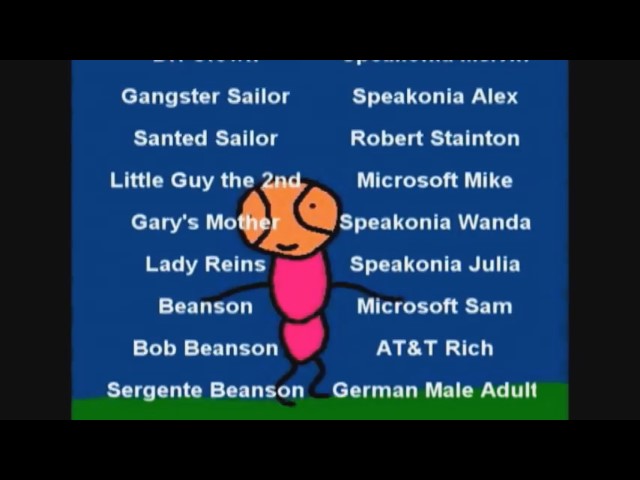 Gangster Sailor Speakonia Alex
Santed Sailor Robert Stainton
Little Guy the 2nd Microsoft Mike
Gary's Mother Speakonia Wanda
Lady Reins Speakonia Julia
Beanson Microsoft Sam
Bob Beanson AT&T Rich
Sergente Beanson German Male Adult